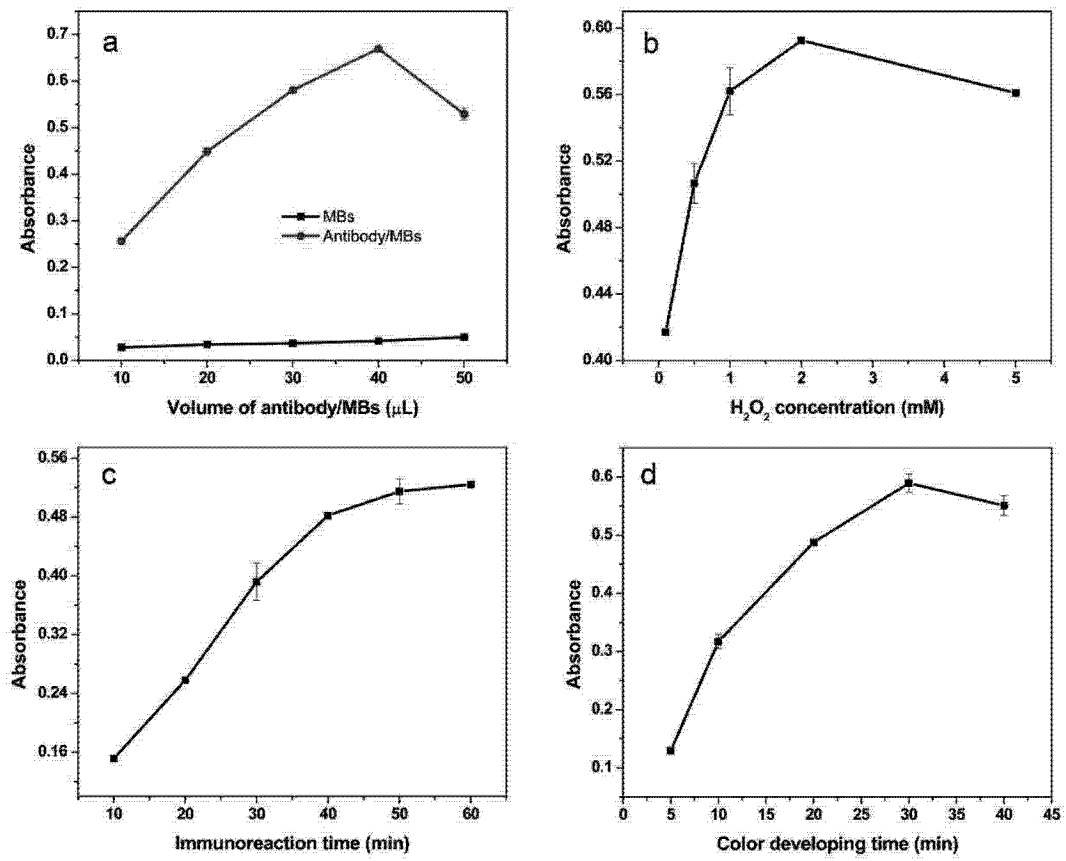 a
0.7
0.6
0.5
0.4
0.3
0.2
0.1
0.0
Absorbance
MBs
Antibody/MBs
10 20 30 40 50
Volume of antibody/MBs (μL)
b
0.60
0.56
0.52
0.48
0.44
0.40
Absorbance
0 1 2 3 4 5
H₂O₂ concentration (mM)
c
0.56
0.48
0.40
0.32
0.24
0.16
Absorbance
10 20 30 40 50 60
Immunoreaction time (min)
d
0.6
0.5
0.4
0.3
0.2
0.1
Absorbance
0 5 10 15 20 25 30 35 40 45
Color developing time (min)